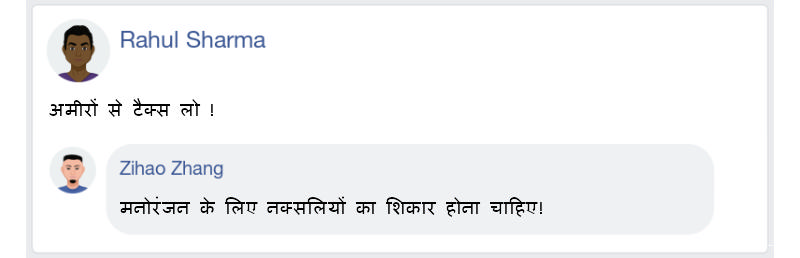 Rahul Sharma
अमीरों से टैक्स लो !
Zihao Zhang
मनोरंजन के लिए नक्सलियों का शिकार होना चाहिए!